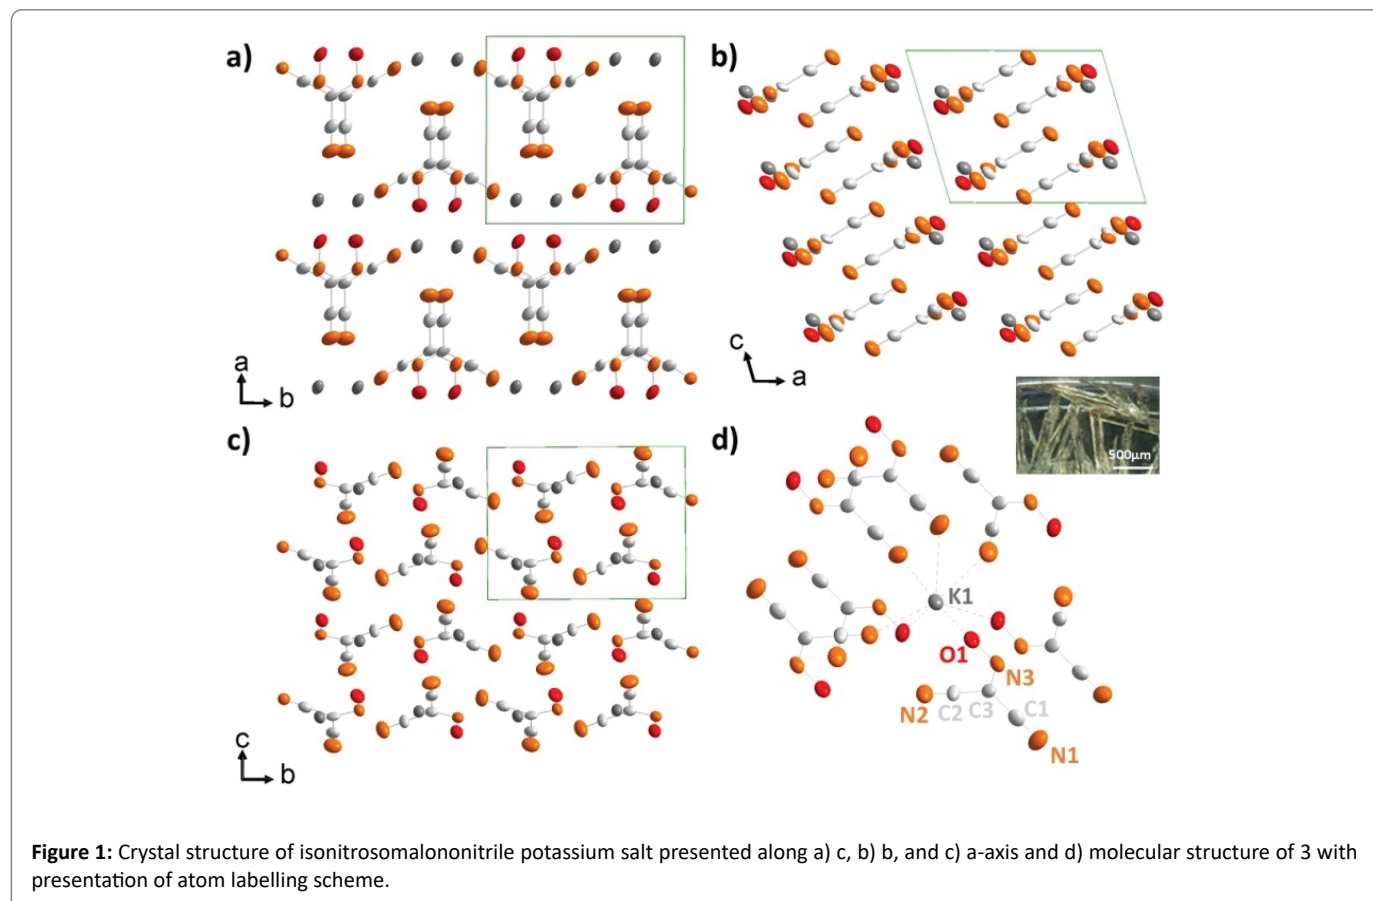 a)
b)
a
b
c
a
c)
d)
500µm
K1
O1
N3
N2
C2
C3
C1
N1
c
b
Figure 1: Crystal structure of isonitrosomalononitrile potassium salt presented along a) c, b) b, and c) a-axis and d) molecular structure of 3 with
presentation of atom labelling scheme.